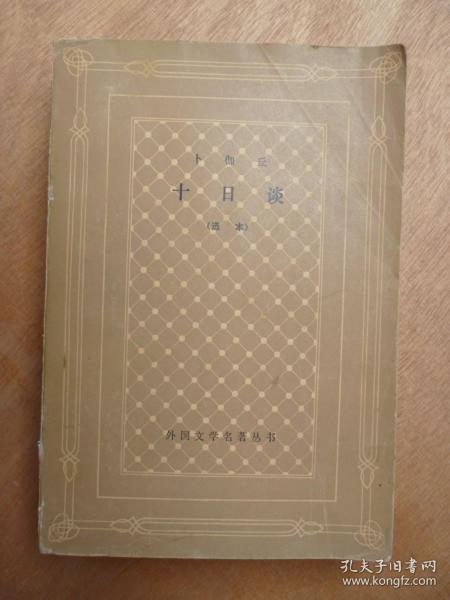 卜伽丘
十日谈
(选本)
外国文学名著丛书
孔夫子旧书网
www.kongfz.com